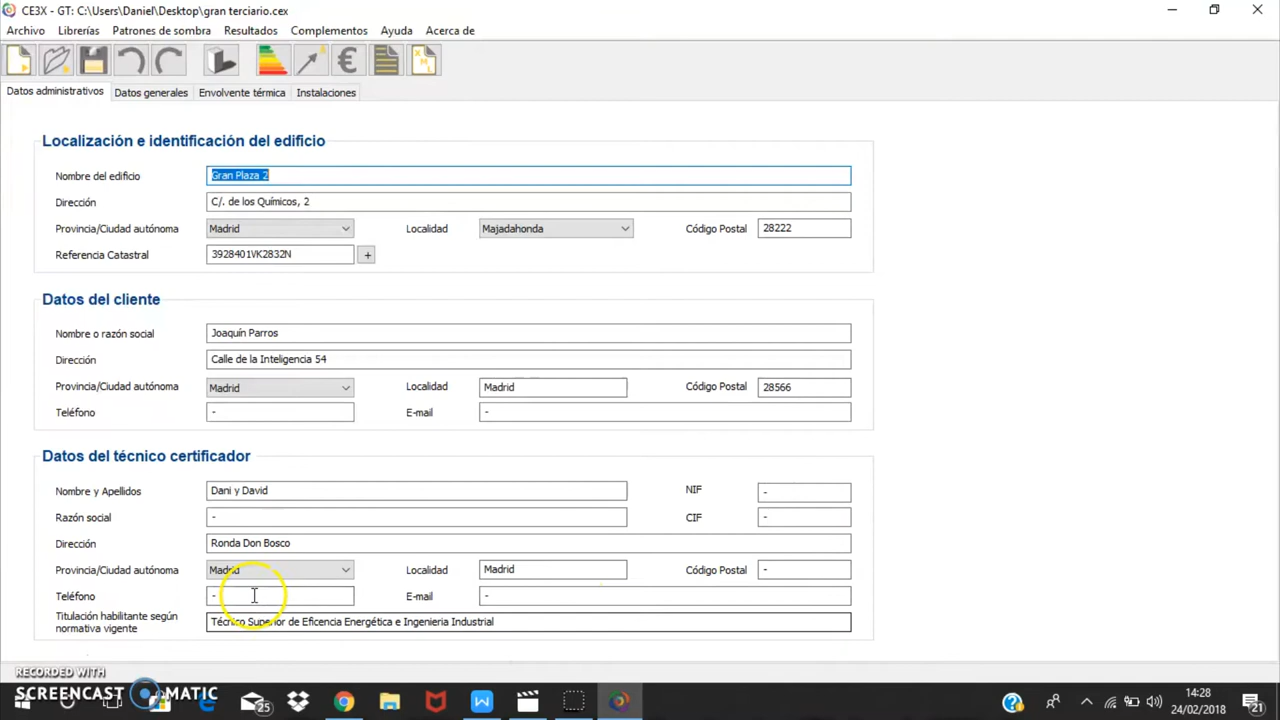 CE3X - GT: C:\Users\Daniel\Desktop\gran terciario.cex
Archivo Librerías Patrones de sombra Resultados Complementos Ayuda Acerca de
Datos administrativos Datos generales Envolvente térmica Instalaciones
Localización e identificación del edificio
Nombre del edificio Gran Plaza 2
Dirección C/. de los Químicos, 2
Provincia/Ciudad autónoma Madrid Localidad Majadahonda Código Postal 28222
Referencia Catastral 3928401VK2832N +
Datos del cliente
Nombre o razón social Joaquín Parros
Dirección Calle de la Inteligencia 54
Provincia/Ciudad autónoma Madrid Localidad Madrid Código Postal 28566
Teléfono - E-mail -
Datos del técnico certificador
Nombre y Apellidos Dani y David NIF -
Razón social - CIF -
Dirección Ronda Don Bosco
Provincia/Ciudad autónoma Madrid Localidad Madrid Código Postal -
Teléfono - E-mail -
Titulación habilitante según
normativa vigente Técnico Superior de Eficencia Energética e Ingenieria Industrial
RECORDED WITH
SCREENCAST MATIC
25
14:28
24/02/2018
21